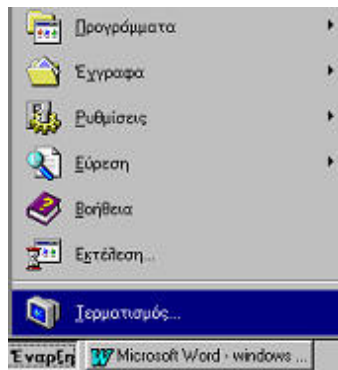 Προγράμματα
Έγγραφα
Ρυθμίσεις
Εύρεση
Βοήθεια
Εκτέλεση...
Τερματισμός...
Έναρξη
Microsoft Word - windows ...